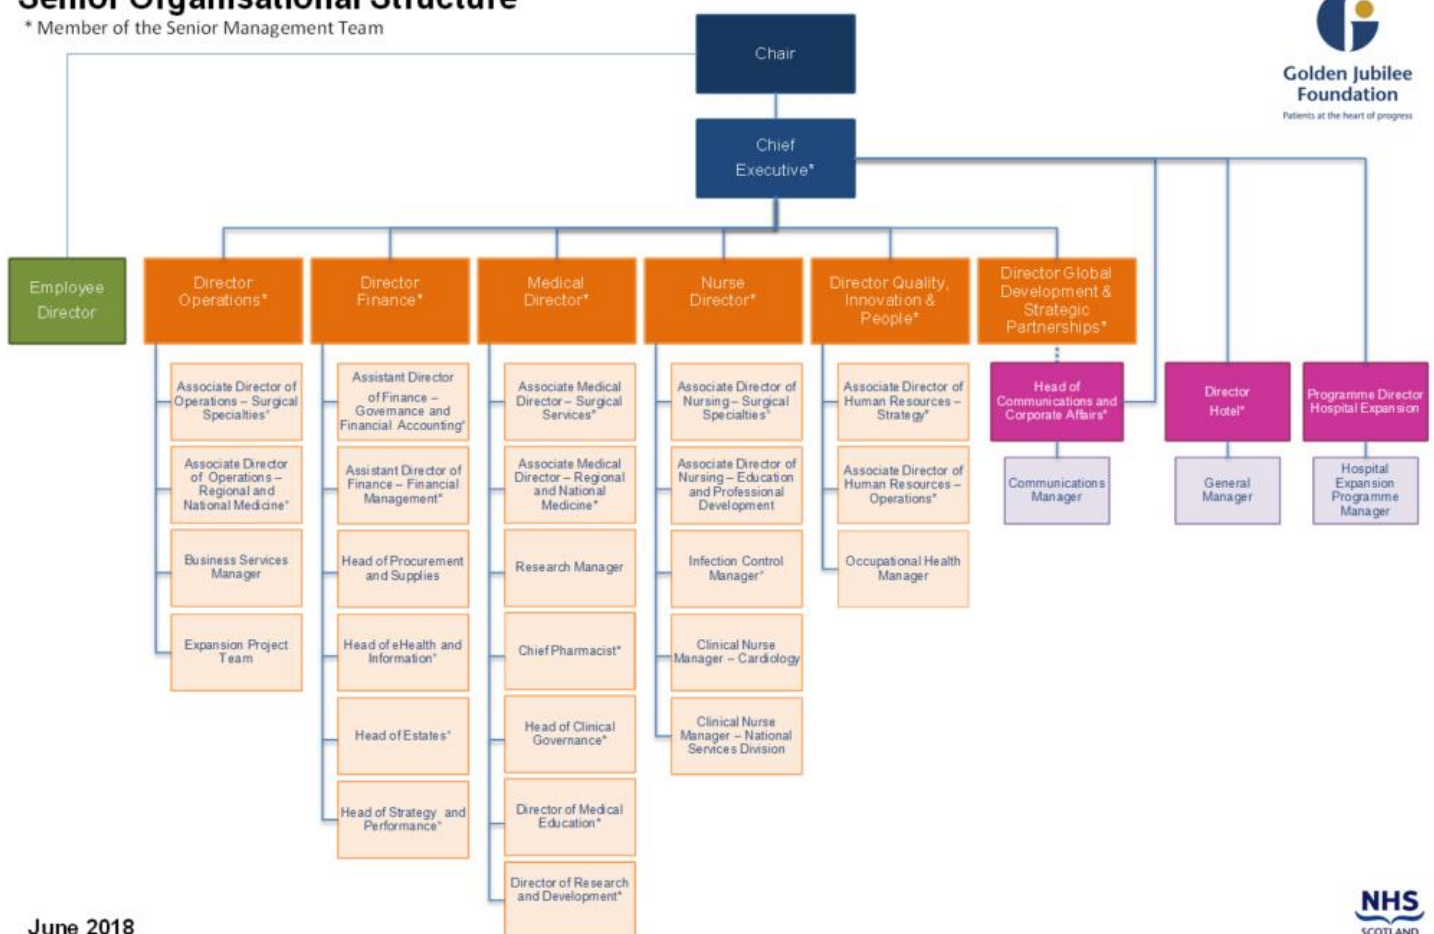 Senior Organisational Structure
* Member of the Senior Management Team
Golden Jubilee
Foundation
Patients at the heart of progress
Chair
Chief
Executive*
Employee
Director
Director
Operations*
Director
Finance*
Medical
Director*
Nurse
Director*
Director Quality,
Innovation &
People*
Director Global
Development &
Strategic
Partnerships*
Associate Director of
Operations – Surgical
Specialties*
Associate Director
of Operations –
Regional and
National Medicine*
Business Services
Manager
Expansion Project
Team
Assistant Director
of Finance –
Governance and
Financial Accounting*
Assistant Director of
Finance – Financial
Management*
Head of Procurement
and Supplies
Head of eHealth and
Information*
Head of Estates*
Head of Strategy and
Performance*
Associate Medical
Director – Surgical
Services*
Associate Medical
Director – Regional
and National
Medicine*
Research Manager
Chief Pharmacist*
Head of Clinical
Governance*
Director of Medical
Education*
Director of Research
and Development*
Associate Director of
Nursing – Surgical
Specialties*
Associate Director of
Nursing – Education
and Professional
Development
Infection Control
Manager*
Clinical Nurse
Manager – Cardiology
Clinical Nurse
Manager – National
Services Division
Associate Director of
Human Resources –
Strategy*
Associate Director of
Human Resources –
Operations*
Occupational Health
Manager
Head of
Communications and
Corporate Affairs*
Communications
Manager
Director
Hotel*
General
Manager
Programme Director
Hospital Expansion
Hospital
Expansion
Programme
Manager
June 2018
NHS
SCOTLAND